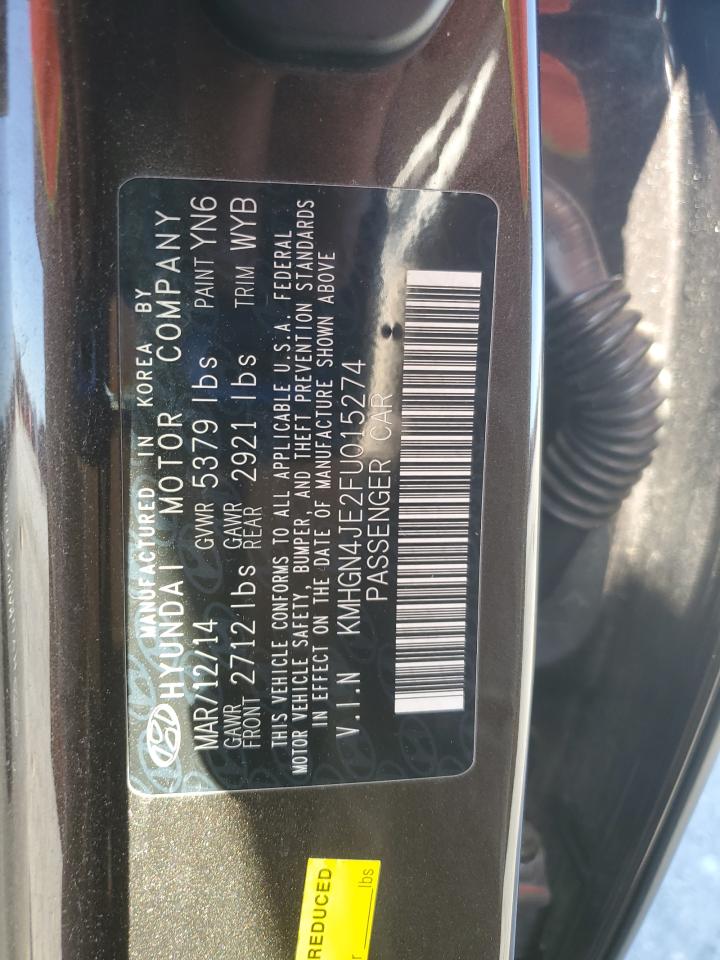 MANUFACTURED IN KOREA BY
HYUNDAI MOTOR COMPANY
MAR/12/14 GVWR 5379 lbs PAINT YN6
GAWR FRONT 2712 lbs GAWR REAR 2921 lbs TRIM WYB
THIS VEHICLE CONFORMS TO ALL APPLICABLE U.S.A. FEDERAL
MOTOR VEHICLE SAFETY, BUMPER, AND THEFT PREVENTION STANDARDS
IN EFFECT ON THE DATE OF MANUFACTURE SHOWN ABOVE
V.I.N KMHGN4JE2FU015274
PASSENGER CAR
REDUCED
lbs